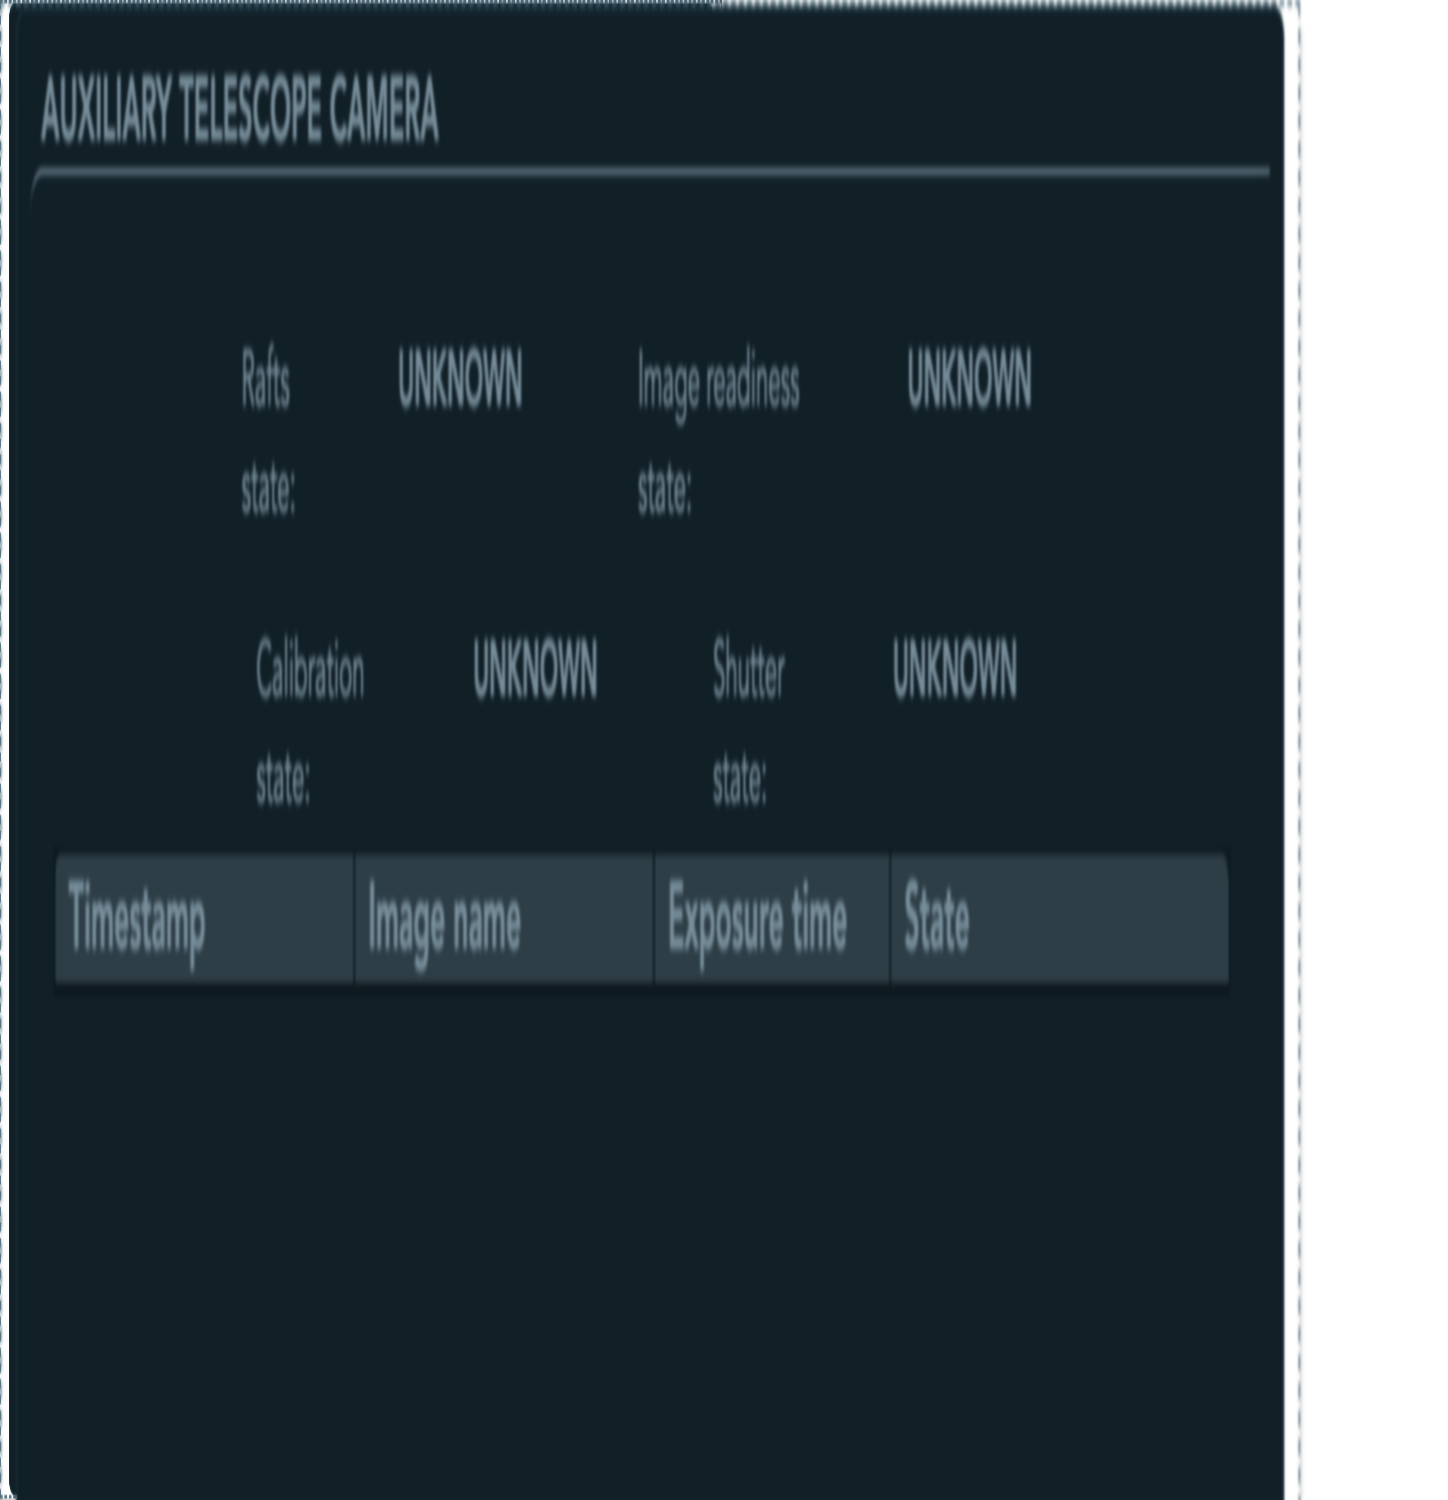 AUXILIARY TELESCOPE CAMERA
Rafts UNKNOWN Image readiness UNKNOWN
state: state:
Calibration UNKNOWN Shutter UNKNOWN
state: state:
Timestamp Image name Exposure time State